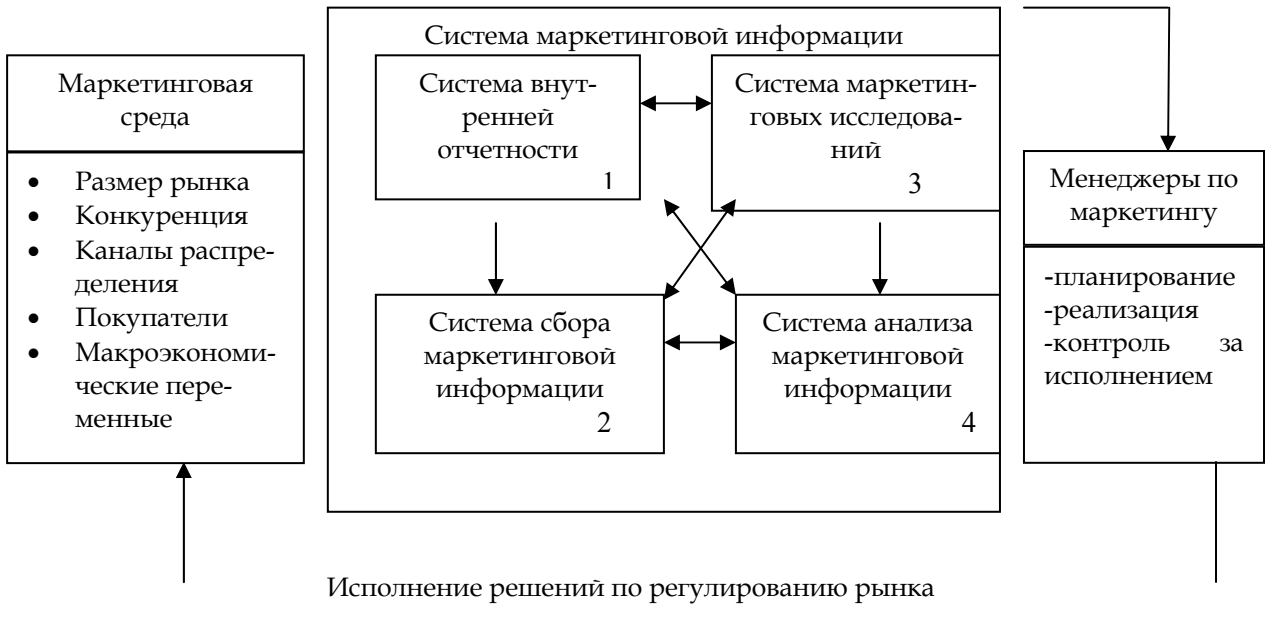 Система маркетинговой информации
Маркетинговая
среда
• Размер рынка
• Конкуренция
• Каналы распре-
деления
• Покупатели
• Макроэкономи-
ческие пере-
менные
Система внут-
ренней
отчетности
1
Система маркетин-
говых исследова-
ний
3
Система сбора
маркетинговой
информации
2
Система анализа
маркетинговой
информации
4
Менеджеры по
маркетингу
-планирование
-реализация
-контроль за
исполнением
Исполнение решений по регулированию рынка